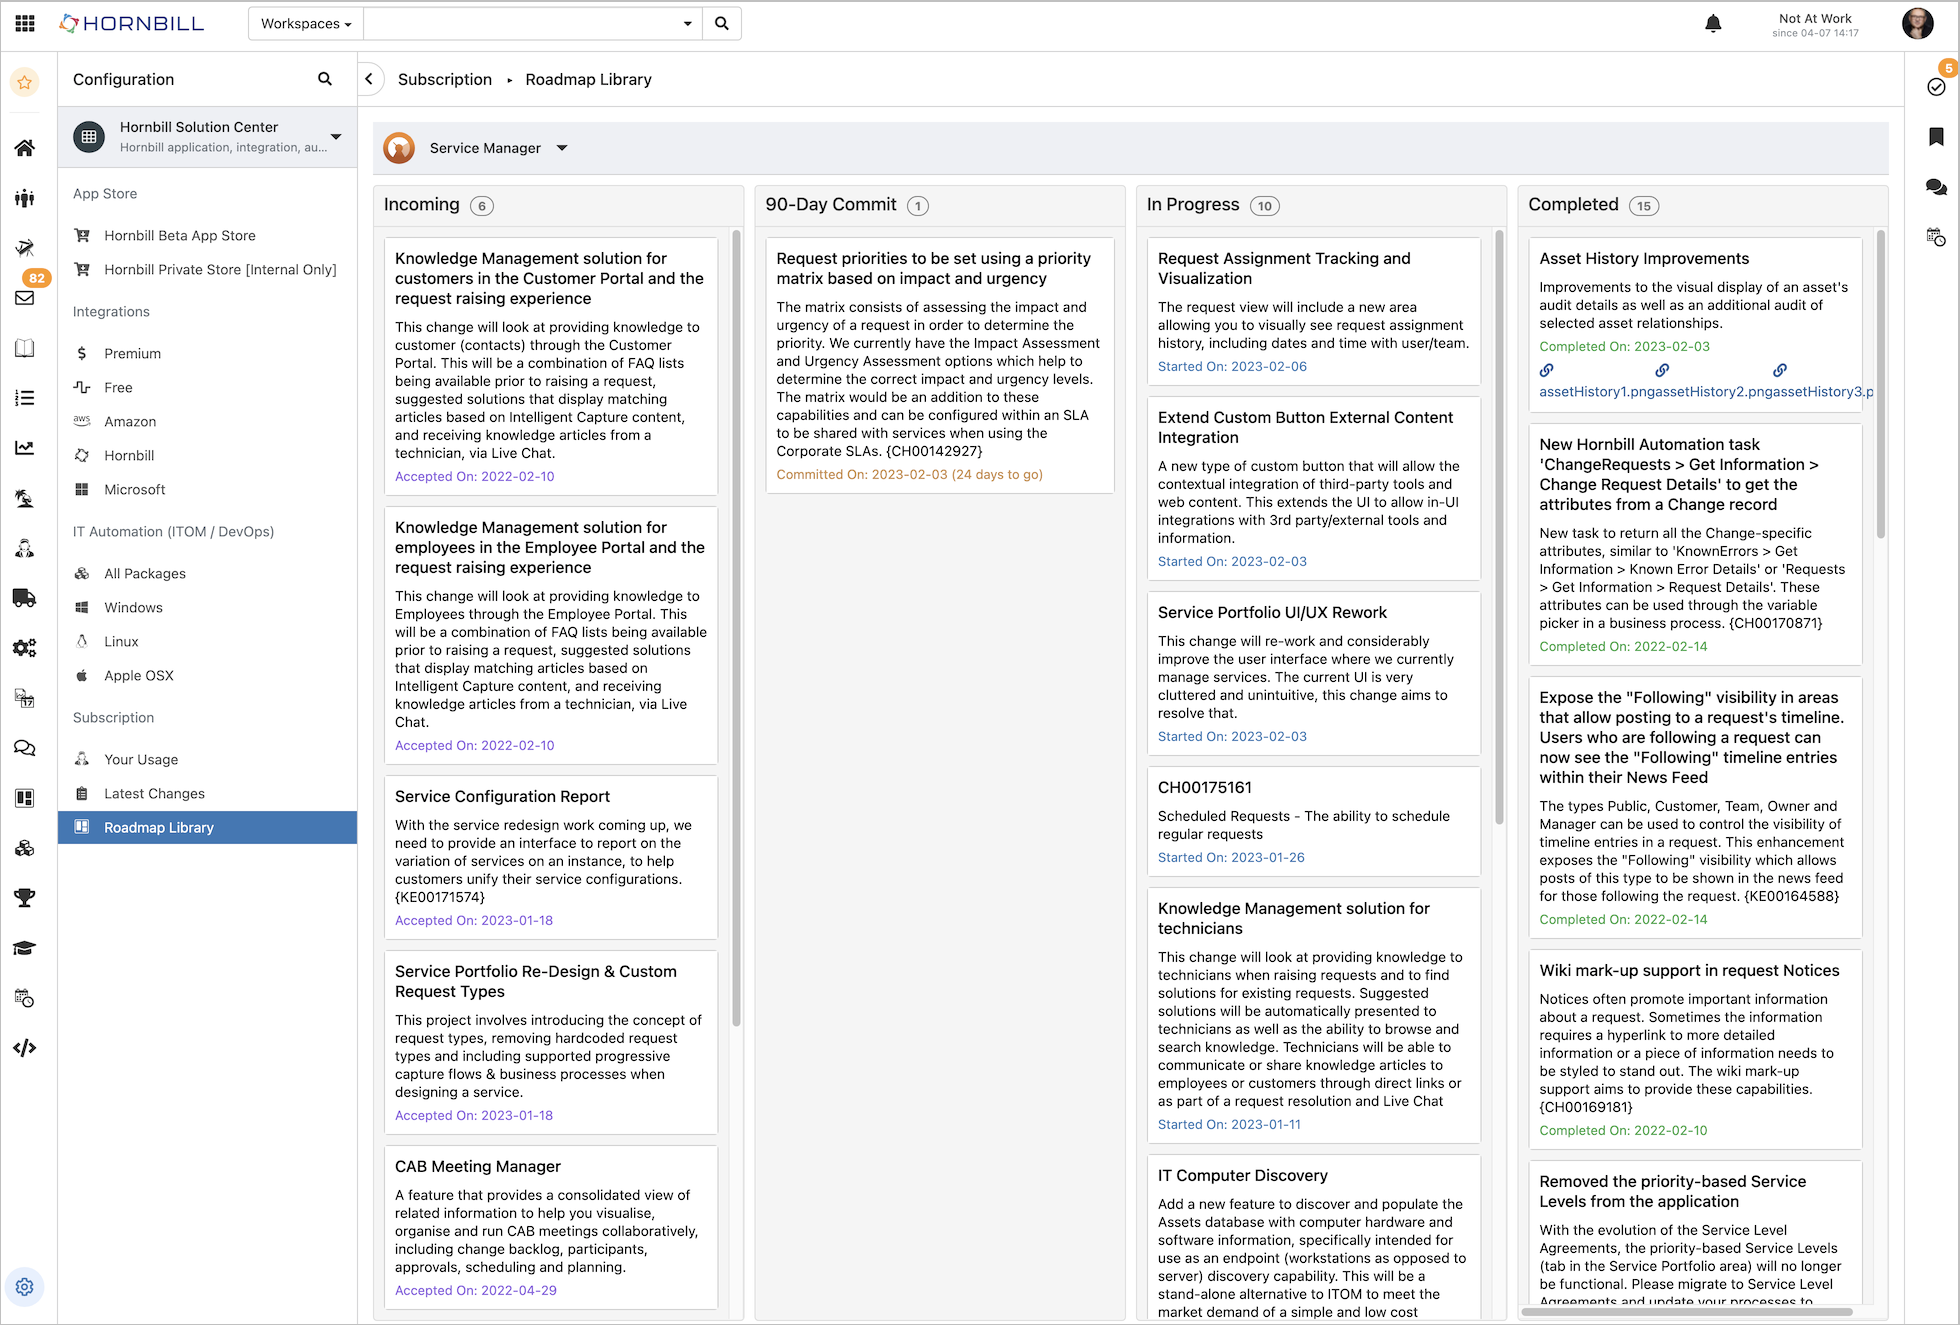 HORNBILL
Workspaces
Not At Work
since 04-07 14:17
5
Configuration
Subscription
Roadmap Library
Hornbill Solution Center
Hornbill application, integration, au...
App Store
Hornbill Beta App Store
Hornbill Private Store [Internal Only]
82
Integrations
$ Premium
Free
aws Amazon
Hornbill
Microsoft
IT Automation (ITOM / DevOps)
All Packages
Windows
Linux
Apple OSX
Subscription
Your Usage
Latest Changes
Roadmap Library
17
Service Manager
Incoming 6
Knowledge Management solution for
customers in the Customer Portal and the
request raising experience
This change will look at providing knowledge to
customer (contacts) through the Customer
Portal. This will be a combination of FAQ lists
being available prior to raising a request,
suggested solutions that display matching
articles based on Intelligent Capture content,
and receiving knowledge articles from a
technician, via Live Chat.
Accepted On: 2022-02-10
Knowledge Management solution for
employees in the Employee Portal and the
request raising experience
This change will look at providing knowledge to
Employees through the Employee Portal. This
will be a combination of FAQ lists being available
prior to raising a request, suggested solutions
that display matching articles based on
Intelligent Capture content, and receiving
knowledge articles from a technician, via Live
Chat.
Accepted On: 2022-02-10
Service Configuration Report
With the service redesign work coming up, we
need to provide an interface to report on the
variation of services on an instance, to help
customers unify their service configurations.
{KE00171574}
Accepted On: 2023-01-18
Service Portfolio Re-Design & Custom
Request Types
This project involves introducing the concept of
request types, removing hardcoded request
types and including supported progressive
capture flows & business processes when
designing a service.
Accepted On: 2023-01-18
CAB Meeting Manager
A feature that provides a consolidated view of
related information to help you visualise,
organise and run CAB meetings collaboratively,
including change backlog, participants,
approvals, scheduling and planning.
Accepted On: 2022-04-29
90-Day Commit 1
Request priorities to be set using a priority
matrix based on impact and urgency
The matrix consists of assessing the impact and
urgency of a request in order to determine the
priority. We currently have the Impact Assessment
and Urgency Assessment options which help to
determine the correct impact and urgency levels.
The matrix would be an addition to these
capabilities and can be configured within an SLA
to be shared with services when using the
Corporate SLAs. {CH00142927}
Committed On: 2023-02-03 (24 days to go)
In Progress 10
Request Assignment Tracking and
Visualization
The request view will include a new area
allowing you to visually see request assignment
history, including dates and time with user/team.
Started On: 2023-02-06
Extend Custom Button External Content
Integration
A new type of custom button that will allow the
contextual integration of third-party tools and
web content. This extends the UI to allow in-UI
integrations with 3rd party/external tools and
information.
Started On: 2023-02-03
Service Portfolio UI/UX Rework
This change will re-work and considerably
improve the user interface where we currently
manage services. The current UI is very
cluttered and unintuitive, this change aims to
resolve that.
Started On: 2023-02-03
CH00175161
Scheduled Requests - The ability to schedule
regular requests
Started On: 2023-01-26
Knowledge Management solution for
technicians
This change will look at providing knowledge to
technicians when raising requests and to find
solutions for existing requests. Suggested
solutions will be automatically presented to
technicians as well as the ability to browse and
search knowledge. Technicians will be able to
communicate or share knowledge articles to
employees or customers through direct links or
as part of a request resolution and Live Chat
Started On: 2023-01-11
IT Computer Discovery
Add a new feature to discover and populate the
Assets database with computer hardware and
software information, specifically intended for
use as an endpoint (workstations as opposed to
server) discovery capability. This will be a
stand-alone alternative to ITOM to meet the
market demand of a simple and low cost
Completed 15
Asset History Improvements
Improvements to the visual display of an asset's
audit details as well as an additional audit of
selected asset relationships.
Completed On: 2023-02-03
assetHistory1.pngassetHistory2.pngassetHistory3.p
New Hornbill Automation task
'ChangeRequests > Get Information >
Change Request Details' to get the
attributes from a Change record
New task to return all the Change-specific
attributes, similar to 'KnownErrors > Get
Information > Known Error Details' or 'Requests
> Get Information > Request Details'. These
attributes can be used through the variable
picker in a business process. {CH00170871}
Completed On: 2022-02-14
Expose the "Following" visibility in areas
that allow posting to a request's timeline.
Users who are following a request can
now see the "Following" timeline entries
within their News Feed
The types Public, Customer, Team, Owner and
Manager can be used to control the visibility of
timeline entries in a request. This enhancement
exposes the "Following" visibility which allows
posts of this type to be shown in the news feed
for those following the request. {KE00164588}
Completed On: 2022-02-14
Wiki mark-up support in request Notices
Notices often promote important information
about a request. Sometimes the information
requires a hyperlink to more detailed
information or a piece of information needs to
be styled to stand out. The wiki mark-up
support aims to provide these capabilities.
{CH00169181}
Completed On: 2022-02-10
Removed the priority-based Service
Levels from the application
With the evolution of the Service Level
Agreements, the priority-based Service Levels
(tab in the Service Portfolio area) will no longer
be functional. Please migrate to Service Level
Agreements and update your processes to